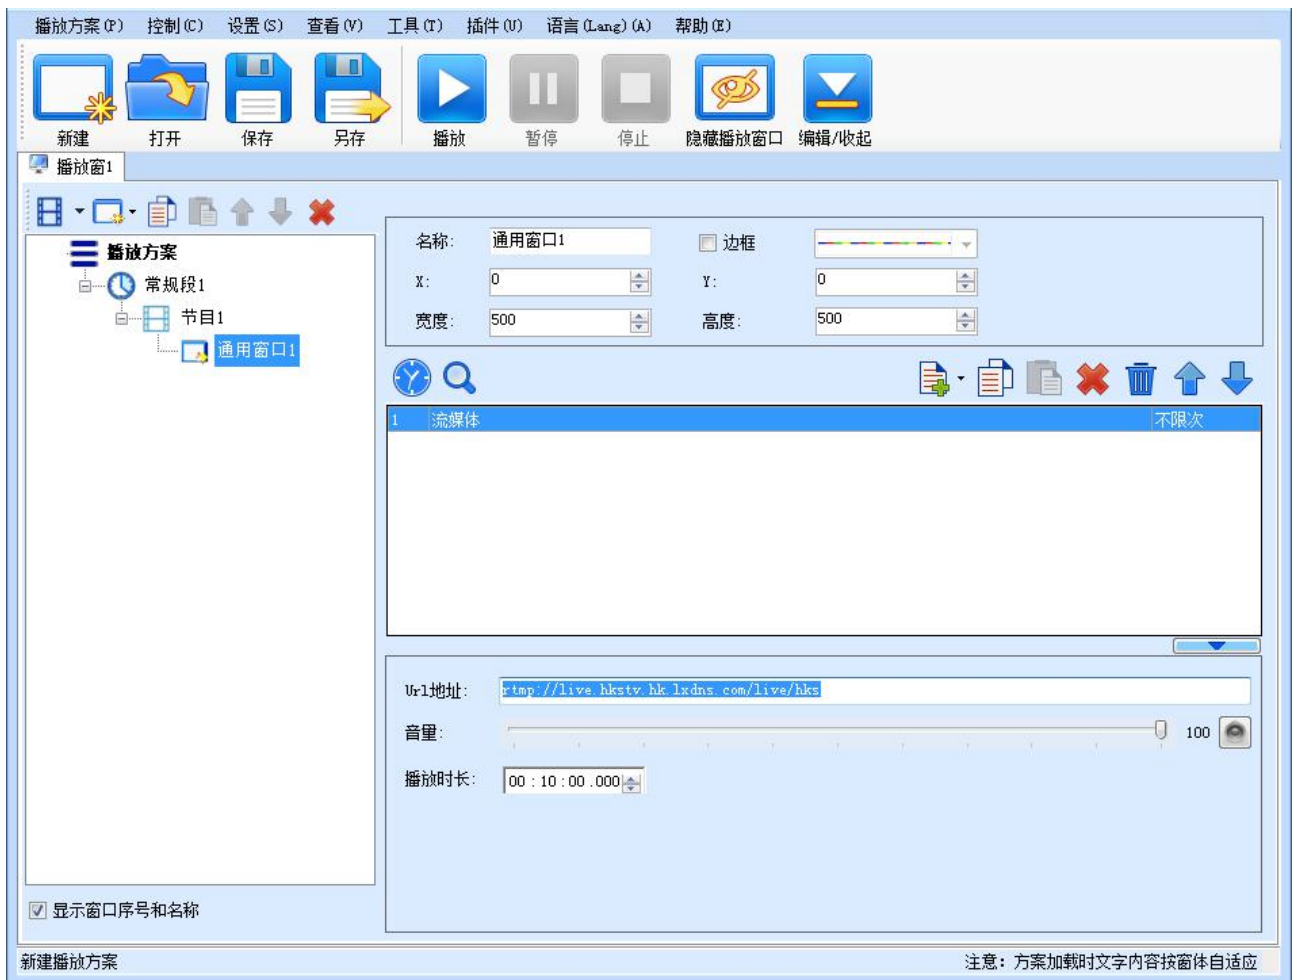 播放方案(P) 控制(C) 设置(S) 查看(V) 工具(T) 插件(U) 语言(Lang)(A) 帮助(E)
新建 打开 保存 另存 播放 暂停 停止 隐藏播放窗口 编辑/收起
播放窗1
播放方案
常规段1
节目1
通用窗口1
名称: 通用窗口1 边框
X: 0 Y: 0
宽度: 500 高度: 500
1 流媒体 不限次
Url地址: rtmp://live.hkstv.hk.lxdns.com/live/hks
音量: 100
播放时长: 00:10:00.000
显示窗口序号和名称
新建播放方案 注意：方案加载时文字内容按窗体自适应